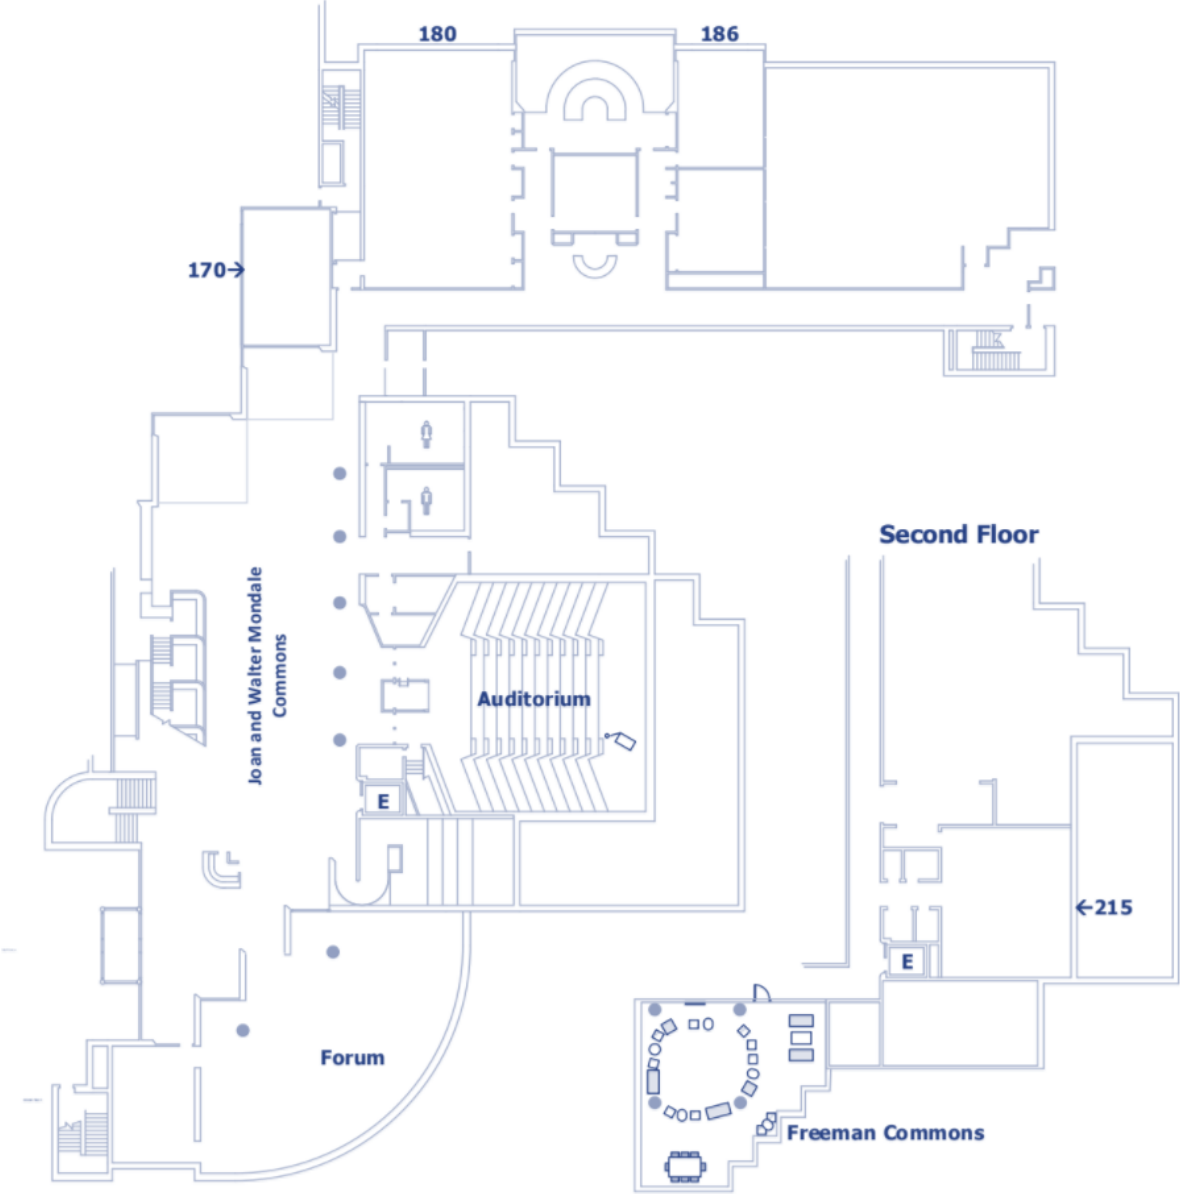 180
186
170→
Second Floor
Joan and Walter Mondale
Commons
Auditorium
E
←215
E
Forum
Freeman Commons